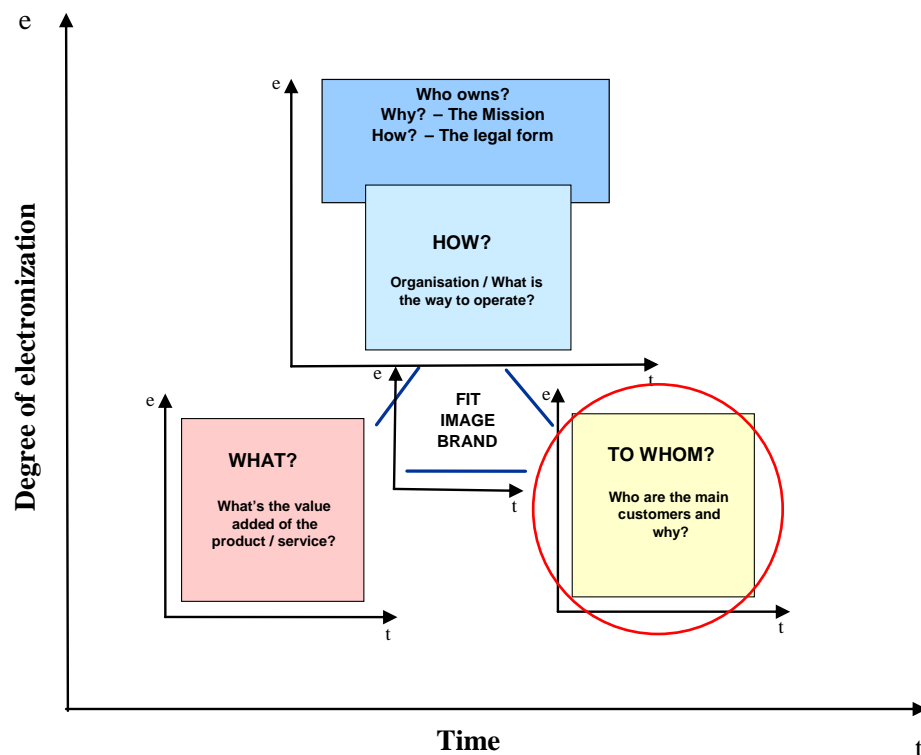 e
e
Who owns?
Why? – The Mission
How? – The legal form
HOW?
Organisation / What is
the way to operate?
t
e
FIT
IMAGE
BRAND
t
e
WHAT?
What's the value
added of the
product / service?
t
e
TO WHOM?
Who are the main
customers and
why?
t
Degree of electronization
Time
t